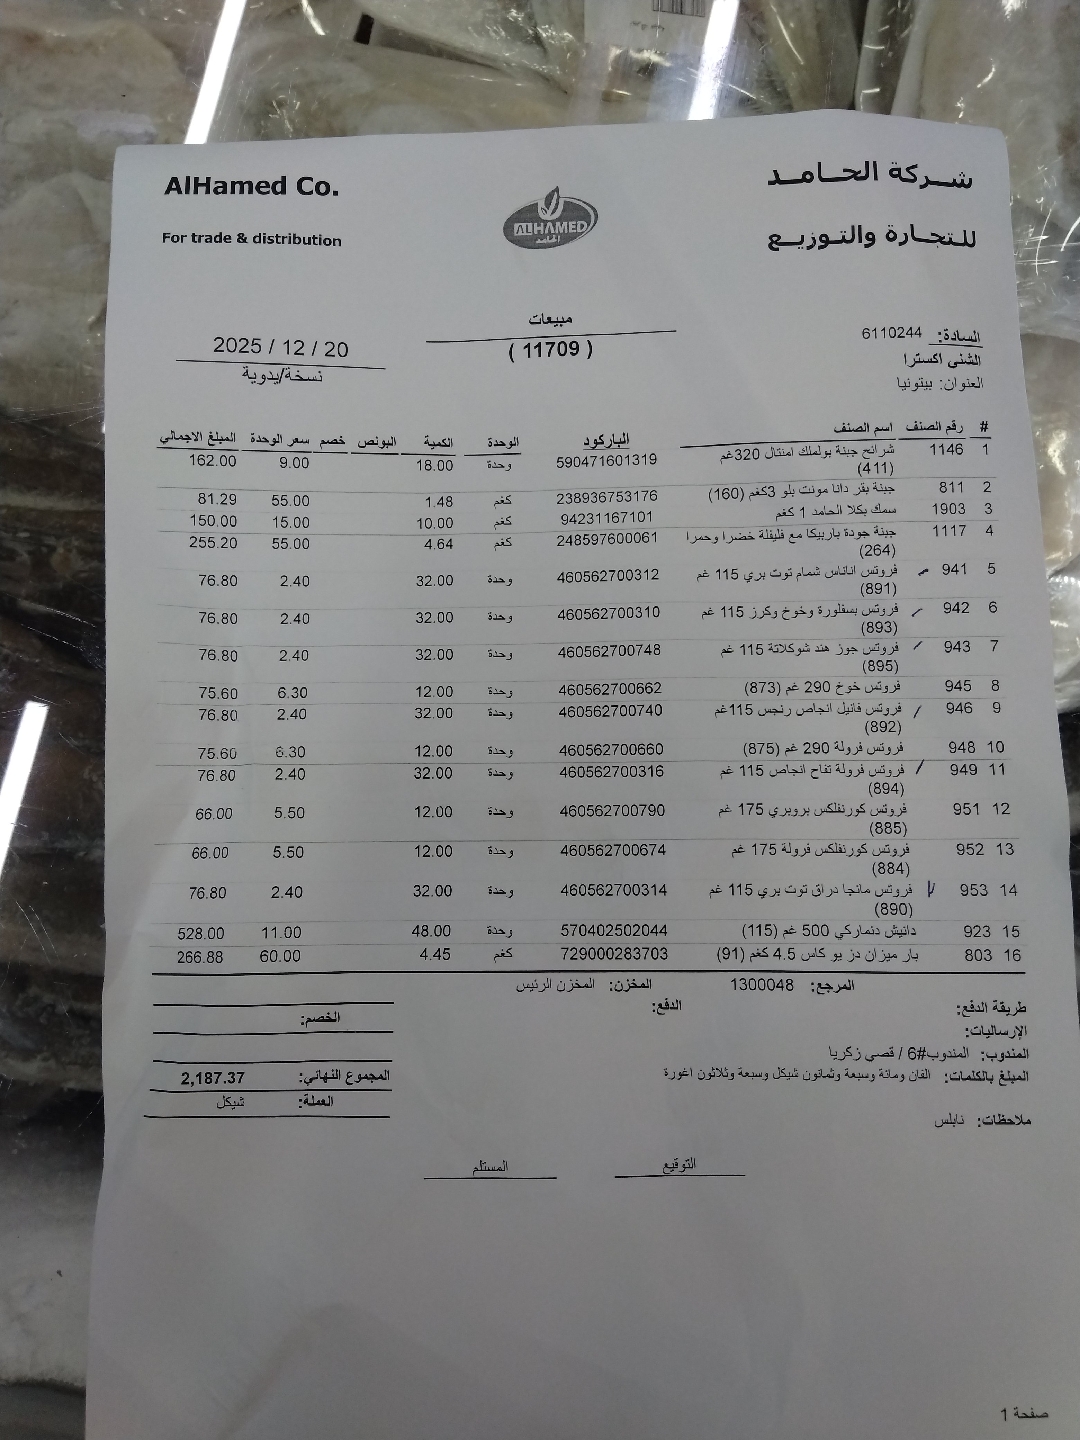 AlHamed Co.
For trade & distribution
ALHAMED
الحامد
شركة الحامد
للتجارة والتوزيع
مبيعات
( 11709 )
2025 / 12 / 20
نسخة/يدوية
السادة: 6110244
الشني اكسترا
العنوان: بيتونيا
# رقم الصنف اسم الصنف الباركود الوحدة الكمية البونص خصم سعر الوحدة المبلغ الاجمالي
1 1146 شرائح جبنة بولملك امنتال 320غم 590471601319 وحدة 18.00 9.00 162.00
(411)
2 811 جبنة بقر دانا مونت بلو 3كغم (160) 238936753176 كغم 1.48 55.00 81.29
3 1903 سمك بكلا الحامد 1 كغم 94231167101 كغم 10.00 15.00 150.00
4 1117 جبنة جودة باربيكا مع فليفلة خضرا وحمرا 248597600061 كغم 4.64 55.00 255.20
(264)
5 941 فروتس اناناس شمام توت بري 115 غم 460562700312 وحدة 32.00 2.40 76.80
(891)
6 942 فروتس بسفلورة وخوخ وكرز 115 غم 460562700310 وحدة 32.00 2.40 76.80
(893)
7 943 فروتس جوز هند شوكلاتة 115 غم 460562700748 وحدة 32.00 2.40 76.80
(895)
8 945 فروتس خوخ 290 غم (873) 460562700662 وحدة 12.00 6.30 75.60
9 946 فروتس فانيل انجاص رنجس 115غم 460562700740 وحدة 32.00 2.40 76.80
(892)
10 948 فروتس فرولة 290 غم (875) 460562700660 وحدة 12.00 6.30 75.60
11 949 فروتس فرولة تفاح انجاص 115 غم 460562700316 وحدة 32.00 2.40 76.80
(894)
12 951 فروتس كورنفلكس بروبري 175 غم 460562700790 وحدة 12.00 5.50 66.00
(885)
13 952 فروتس كورنفلكس فرولة 175 غم 460562700674 وحدة 12.00 5.50 66.00
(884)
14 953 فروتس مانجا دراق توت بري 115 غم 460562700314 وحدة 32.00 2.40 76.80
(890)
15 923 دانيش دنماركي 500 غم (115) 570402502044 وحدة 48.00 11.00 528.00
16 803 بار ميزان دز يو كاس 4.5 كغم (91) 729000283703 كغم 4.45 60.00 266.88
المرجع: 1300048 المخزن: المخزن الرئيس
طريقة الدفع: الدفع: الخصم:
الإرساليات:
المندوب: المندوب#6 / قصي زكريا
المبلغ بالكلمات: الفان ومائة وسبعة وثمانون شيكل وسبعة وثلاثون اغورة
المجموع النهائي: 2,187.37
العملة: شيكل
ملاحظات: نابلس
التوقيع المستلم
صفحة 1